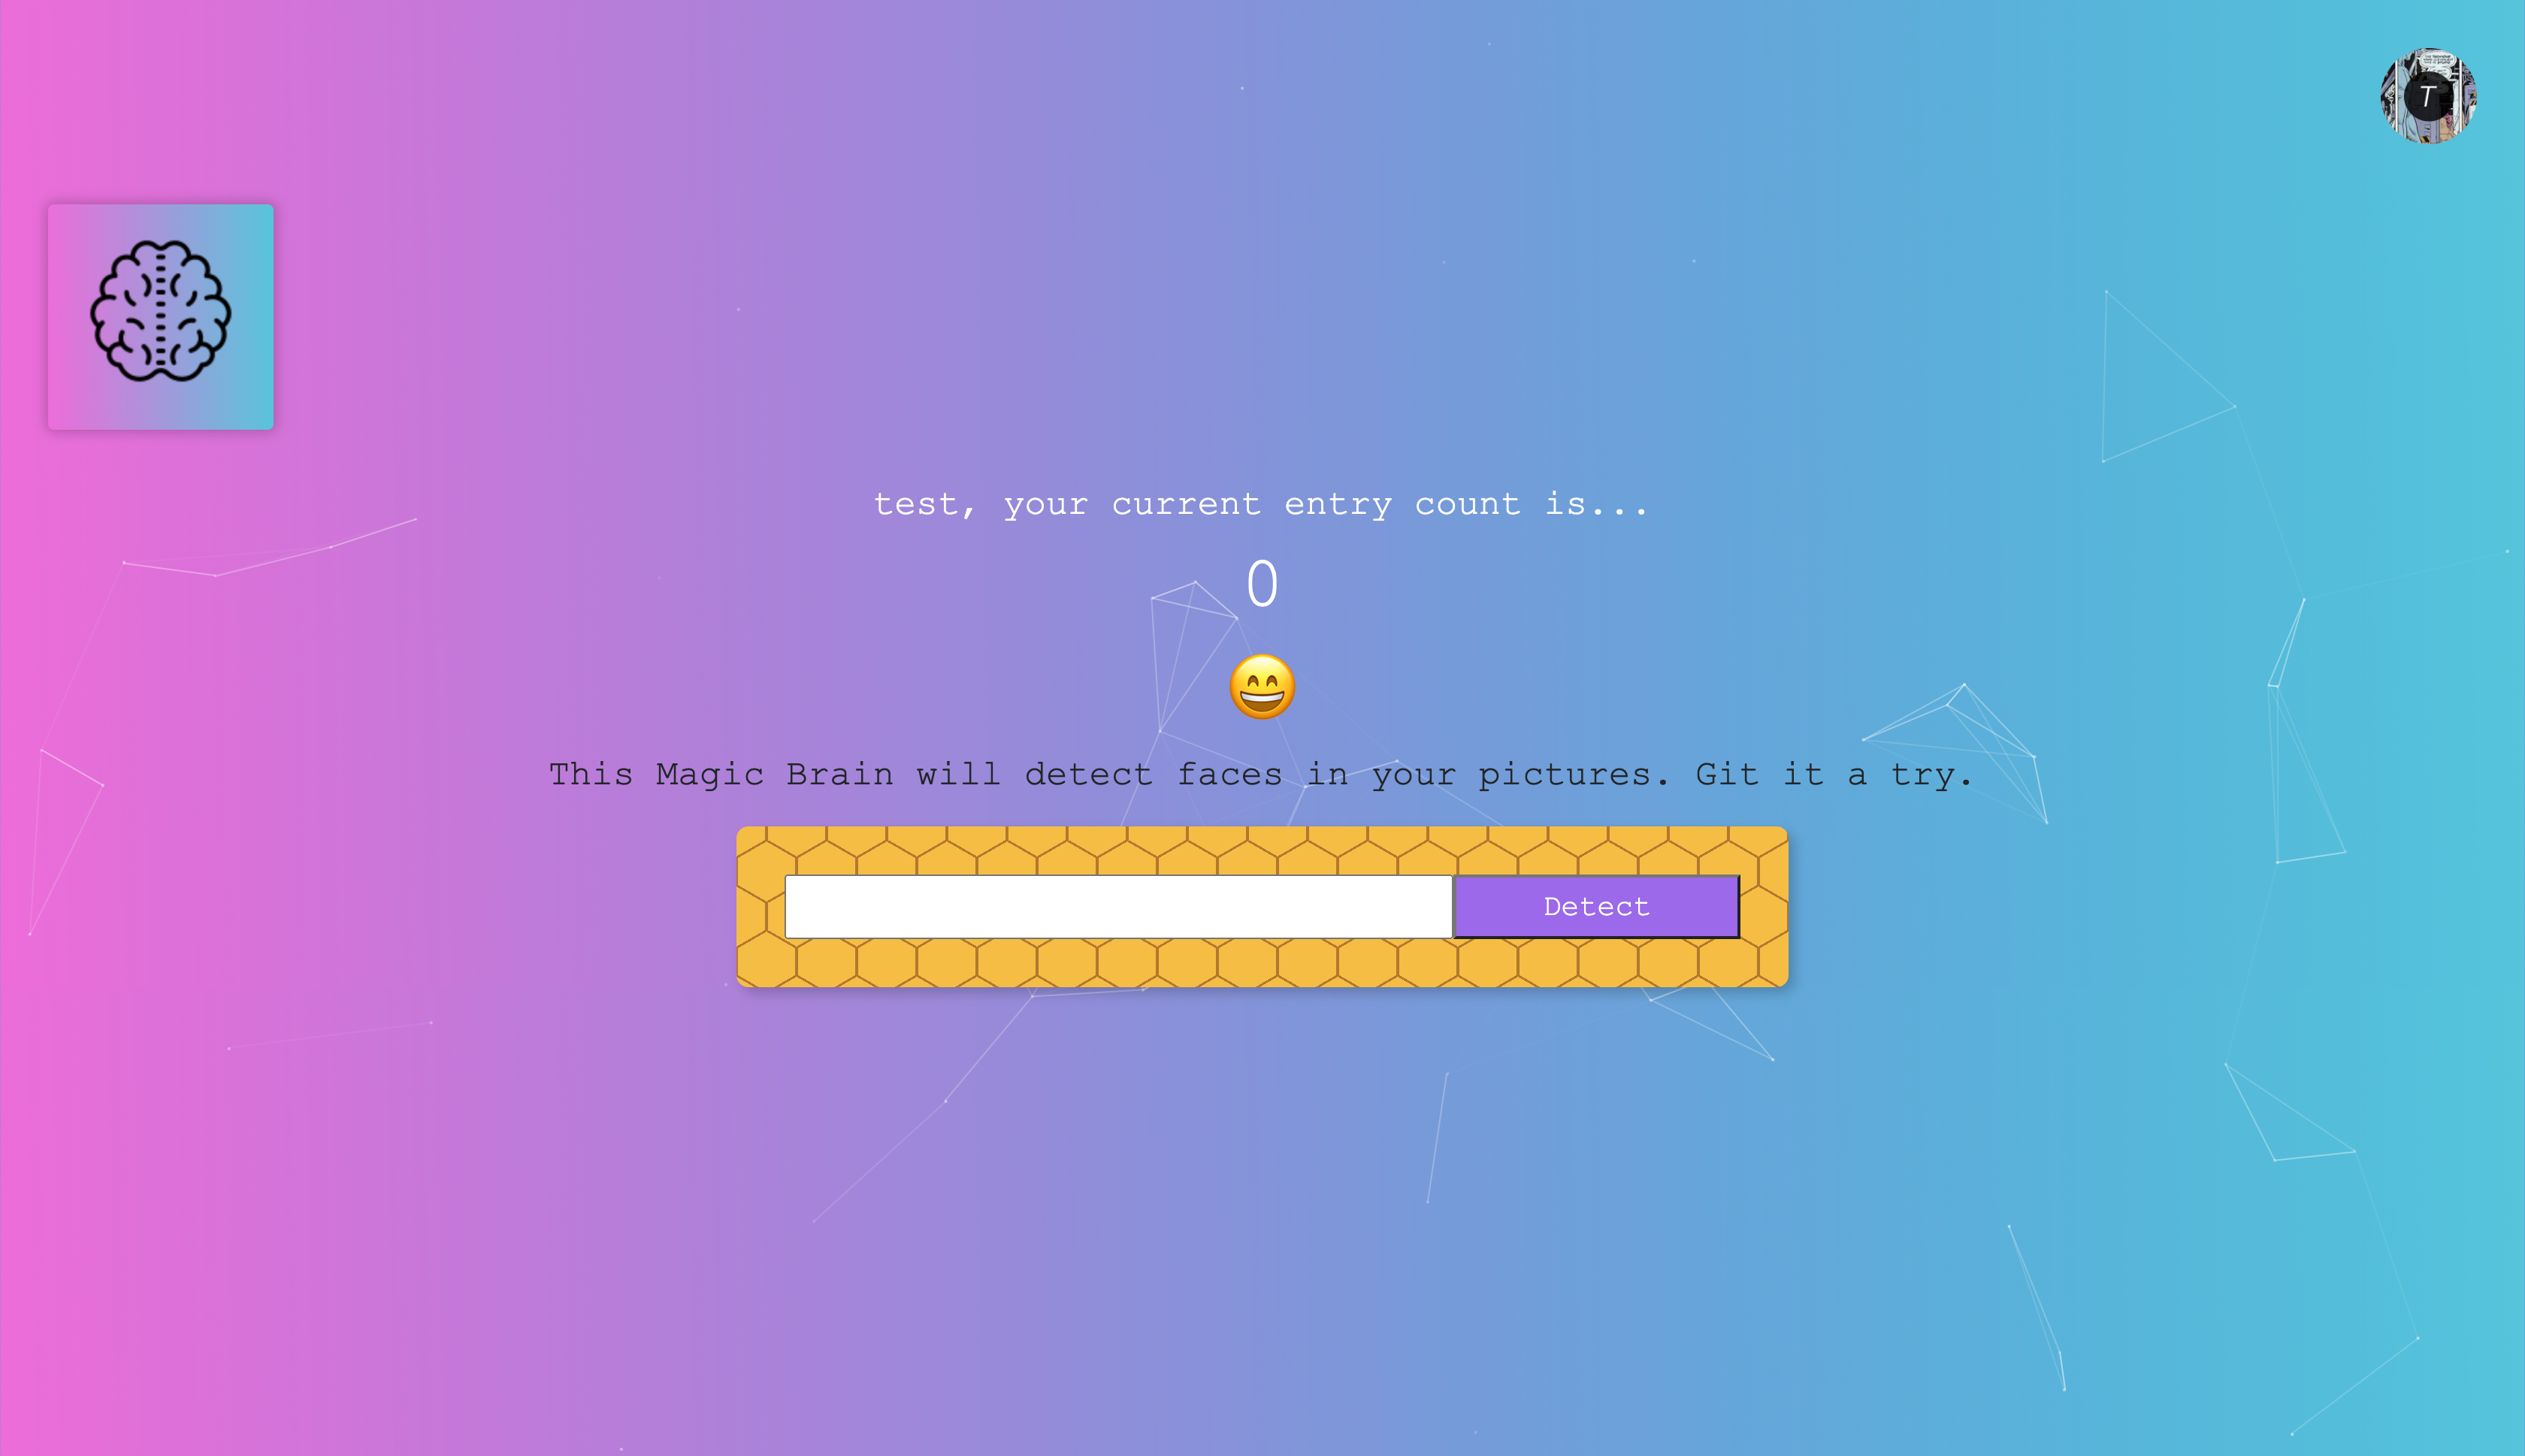 T
test, your current entry count is...
0
😄
This Magic Brain will detect faces in your pictures. Git it a try.
Detect